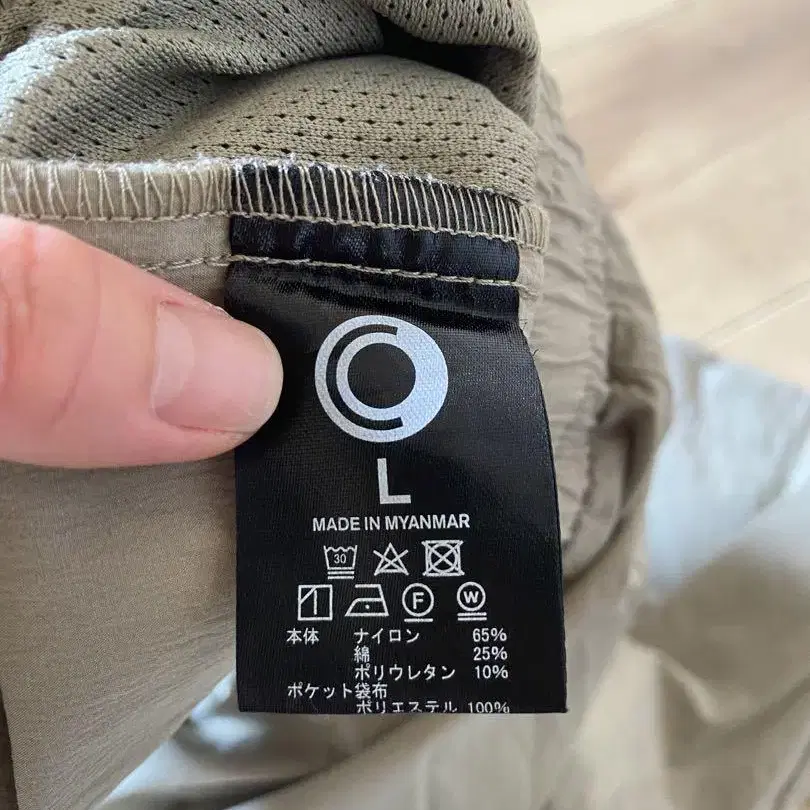 L
MADE IN MYANMAR
30
F W
本体 ナイロン 65%
綿 25%
ポリウレタン 10%
ポケット袋布
ポリエステル 100%